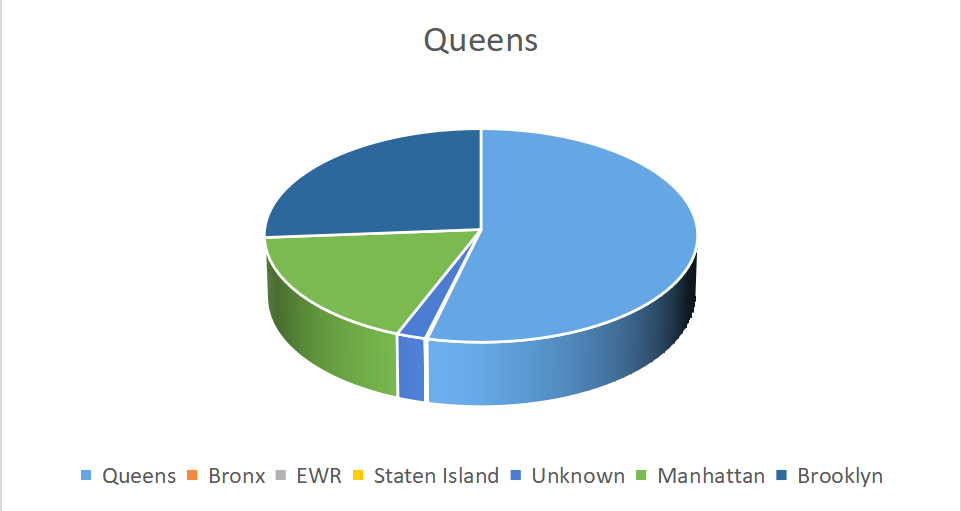 Queens
Queens Bronx EWR Staten Island Unknown Manhattan Brooklyn